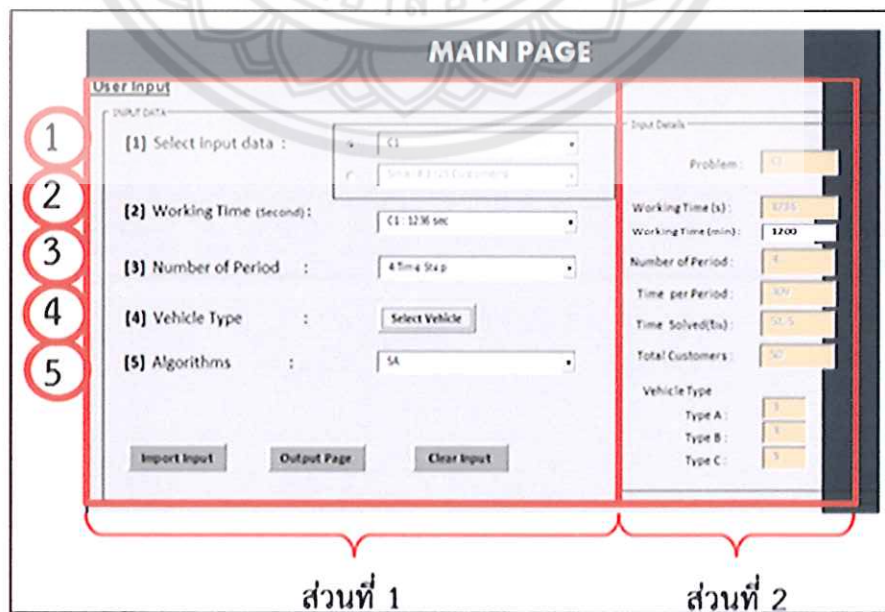 MAIN PAGE
User Input
INPUT DATA
1
[1] Select input data :
C1
2
[2] Working Time (Second) :
C1 : 1236 sec
3
[3] Number of Period :
4 Time Step
4
[4] Vehicle Type :
Select Vehicle
5
[5] Algorithms :
SA
Import Input
Output Page
Clear Input
Input Details
Problem :
C1
Working Time (s) :
1236
Working Time (min) :
1200
Number of Period :
4
Time per Period :
309
Time Solved(tis) :
51.5
Total Customers :
50
Vehicle Type
Type A :
Type B :
Type C :
ส่วนที่ 1
ส่วนที่ 2